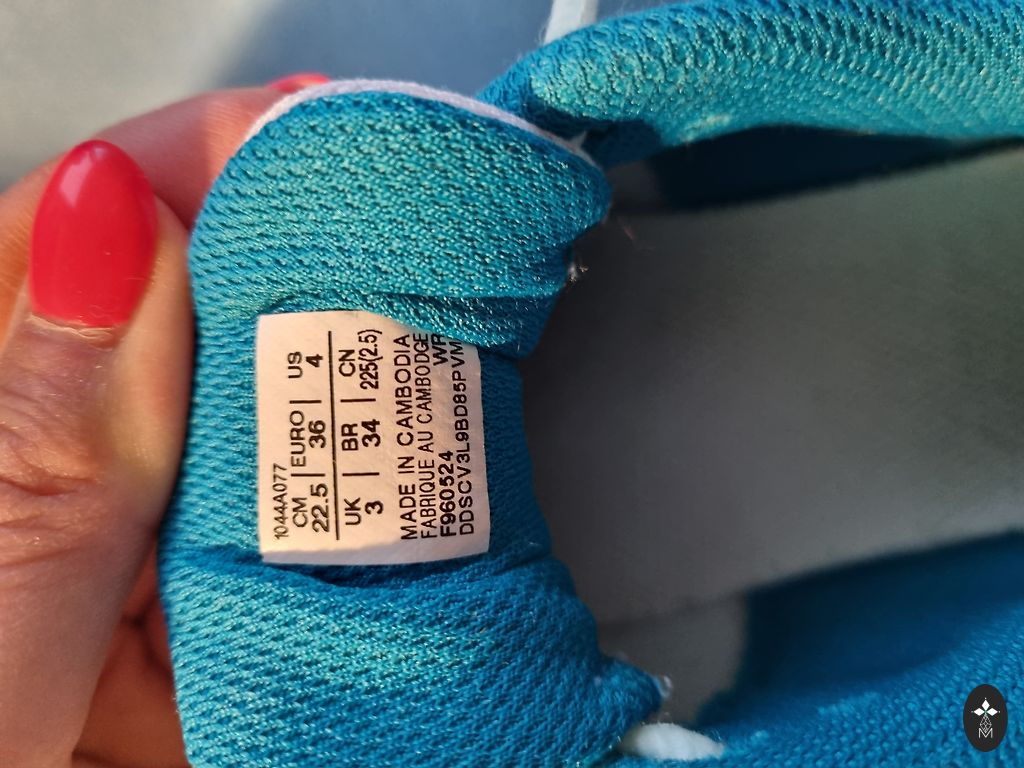 1044A077
CM | EURO | US
22.5 36 4
UK | BR | CN
3 34 225(2.5)
MADE IN CAMBODIA
FABRIQUE AU CAMBODGE
F960524
DDSCV3L9BD85PVM
M